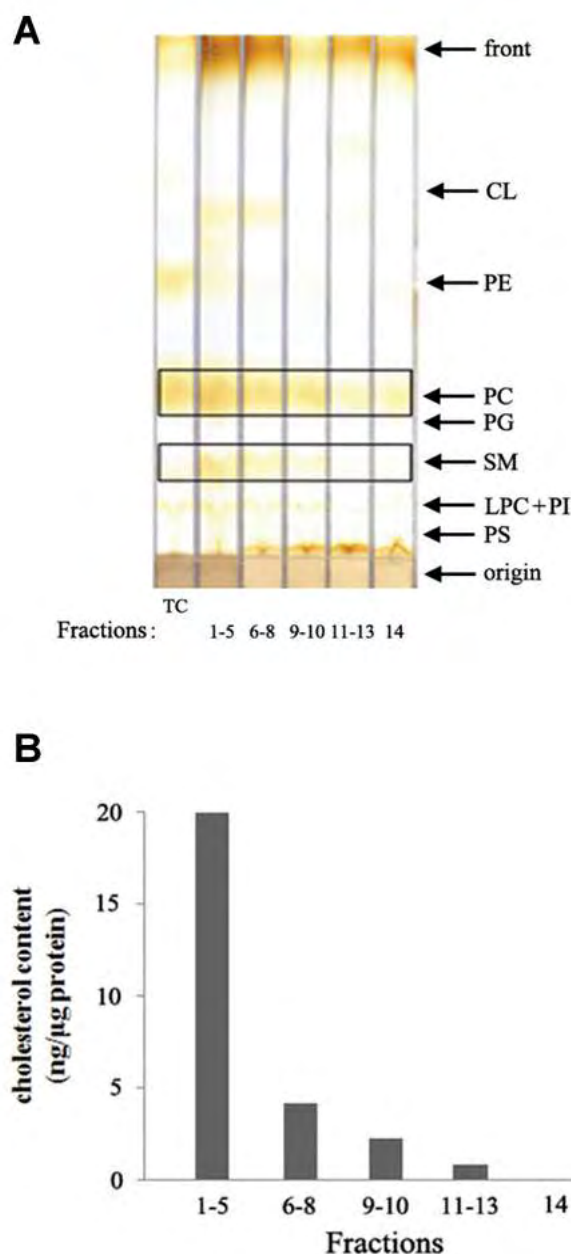 A
front
CL
PE
PC
PG
SM
LPC+PI
PS
origin
TC
Fractions : 1-5 6-8 9-10 11-13 14
B
cholesterol content
(ng/µg protein)
20
15
10
5
0
1-5 6-8 9-10 11-13 14
Fractions